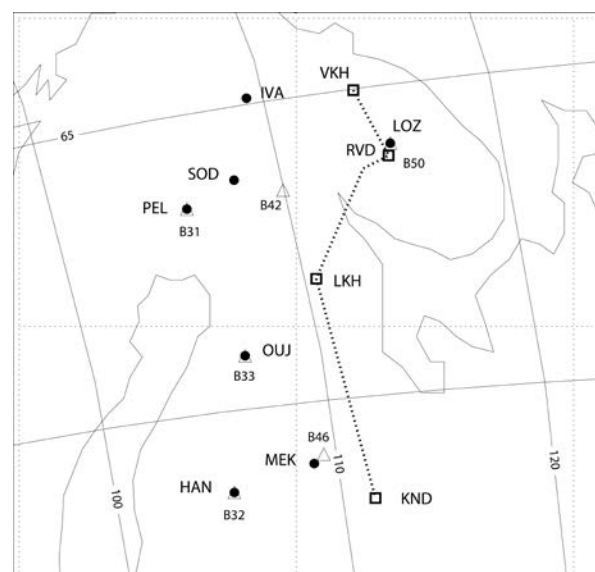 VKH
IVA
LOZ
65
RVD
B50
SOD
B42
PEL
B31
LKH
OUJ
B33
B46
MEK
110
120
HAN
100
KND
B32